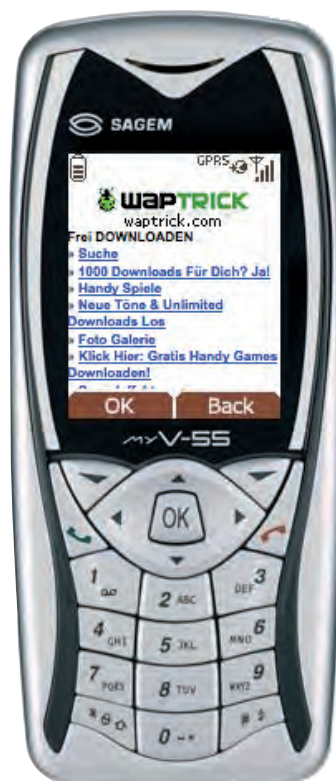 SAGEM
GPRS
WAPTRICK
waptrick.com
Frei DOWNLOADEN
» Suche
» 1000 Downloads Für Dich? Ja!
» Handy Spiele
» Neue Töne & Unlimited
Downloads Los
» Foto Galerie
» Klick Hier: Gratis Handy Games
Downloaden!
OK Back
myV-55
OK
1 2 ABC DEF 3
4 GHI 5 JKL MNO 6
7 PQRS 8 TUV WXYZ 9
* 0 #